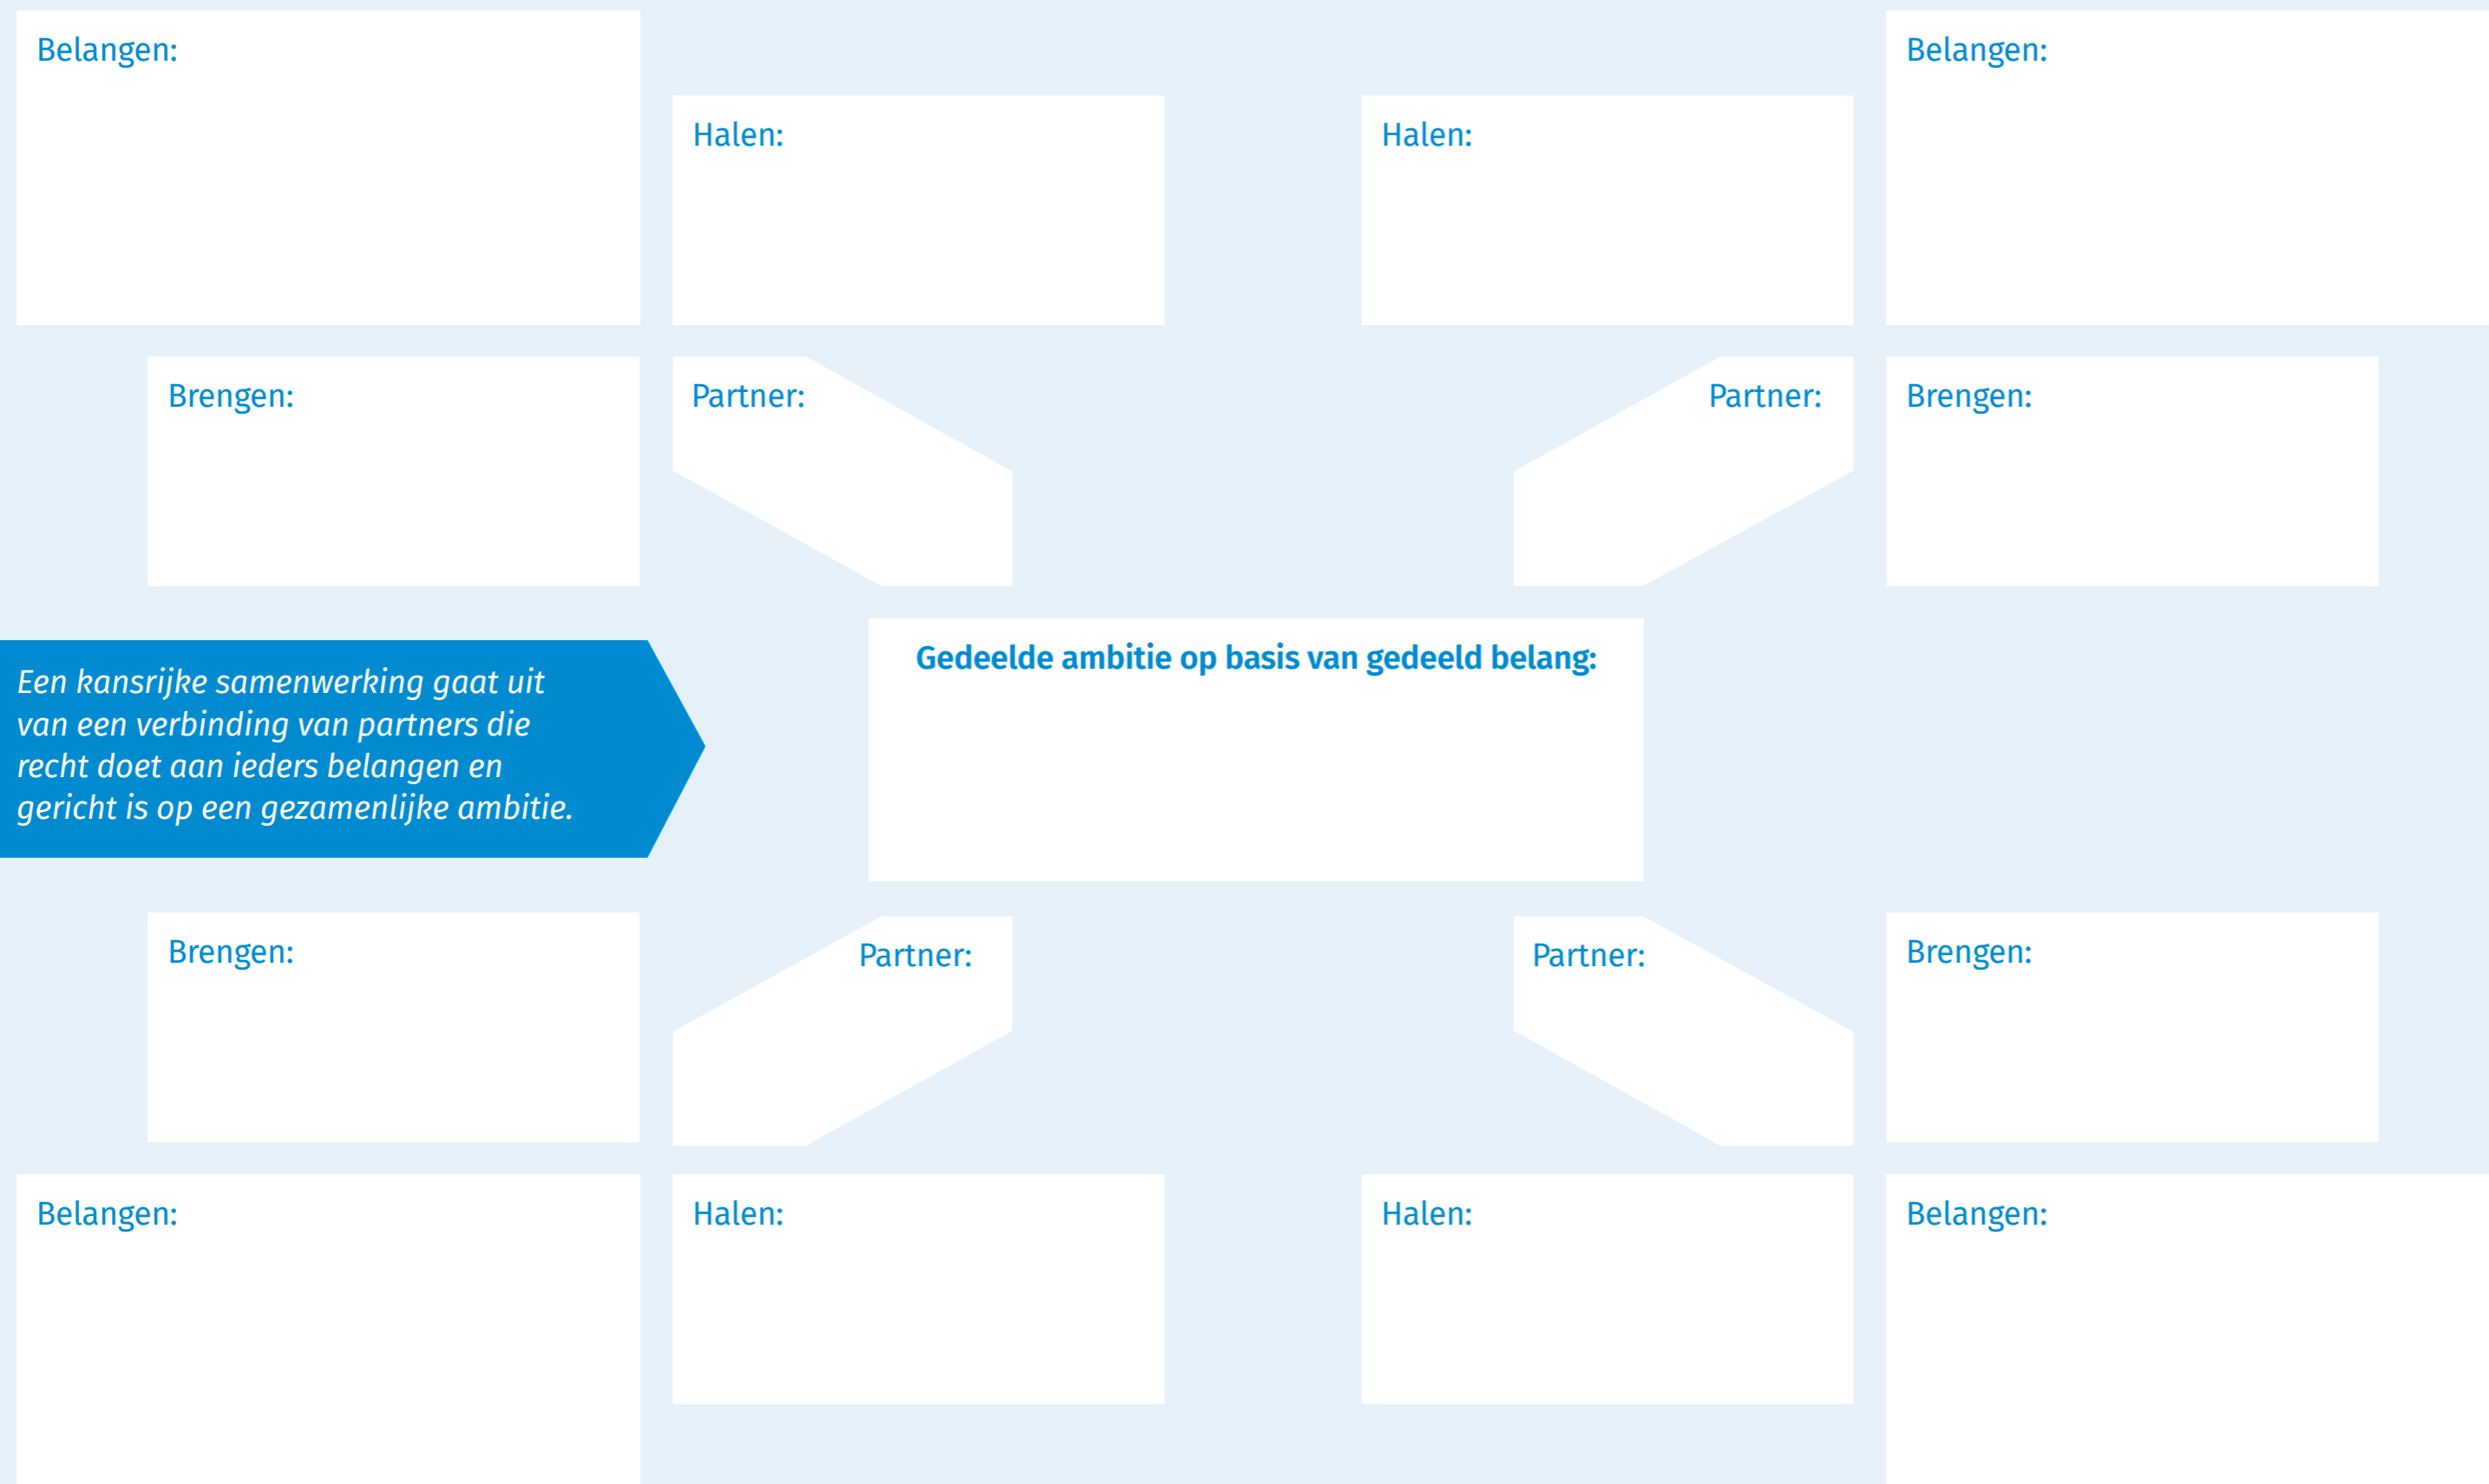 Belangen:
Belangen:
Halen:
Halen:
Brengen:
Partner:
Partner:
Brengen:
Gedeelde ambitie op basis van gedeeld belang:
Een kansrijke samenwerking gaat uit
van een verbinding van partners die
recht doet aan ieders belangen en
gericht is op een gezamenlijke ambitie.
Brengen:
Partner:
Partner:
Brengen:
Belangen:
Halen:
Halen:
Belangen: